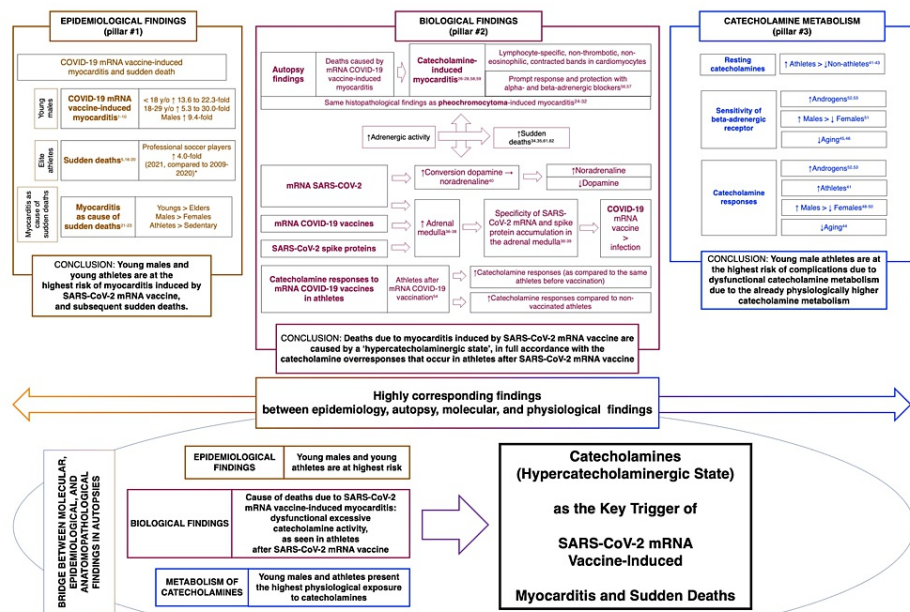 EPIDEMIOLOGICAL FINDINGS
(pillar #1)
COVID-19 mRNA vaccine-induced
myocarditis and sudden death
Young
males
COVID-19 mRNA
vaccine-induced
myocarditis
< 18 y/o ↑ 13.6 to 22.3-fold
18-29 y/o ↑ 5.3 to 30.0-fold
Males ↑ 9.4-fold
Elite
athletes
Sudden deaths
Professional soccer players
↑ 4.0-fold
(2021, compared to 2009-
2020)*
Myocarditis as
cause of
sudden deaths
Myocarditis
as cause of
sudden deaths
Youngs > Elders
Males > Females
Athletes > Sedentary
CONCLUSION: Young males and
young athletes are at the
highest risk of myocarditis induced by
SARS-CoV-2 mRNA vaccine,
and subsequent sudden deaths.
BIOLOGICAL FINDINGS
(pillar #2)
Autopsy
findings
Deaths caused by
mRNA COVID-19
vaccine-induced
myocarditis
Catecholamine-
induced
myocarditis
Lymphocyte-specific, non-thrombotic, non-
eosinophilic, contracted bands in cardiomyocytes
Prompt response and protection with
alpha- and beta-adrenergic blockers
Same histopathological findings as pheochromocytoma-induced myocarditis
↑Adrenergic activity
↑Sudden
deaths
mRNA SARS-COV-2
↑Conversion dopamine →
noradrenaline
↑Noradrenaline
↓Dopamine
mRNA COVID-19 vaccines
SARS-CoV-2 spike proteins
↑ Adrenal
medulla
Specificity of SARS-
CoV-2 mRNA and spike
protein accumulation in
the adrenal medulla
COVID-19
mRNA
vaccine
>
infection
Catecholamine responses to
mRNA COVID-19 vaccines
in athletes
Athletes after
mRNA COVID-19
vaccination
↑Catecholamine responses (as compared to the same
athletes before vaccination)
↑Catecholamine responses compared to non-
vaccinated athletes
CONCLUSION: Deaths due to myocarditis induced by SARS-CoV-2 mRNA vaccine are
caused by a 'hypercatecholaminergic state', in full accordance with the
catecholamine overresponses that occur in athletes after SARS-CoV-2 mRNA vaccine
CATECHOLAMINE METABOLISM
(pillar #3)
Resting
catecholamines
↑ Athletes > ↓Non-athletes
Sensitivity of
beta-adrenergic
receptor
↑Androgens
↑ Males > ↓ Females
↓Aging
Catecholamine
responses
↑Androgens
↑Athletes
↑ Males > ↓ Females
↓Aging
CONCLUSION: Young male athletes are at
the highest risk of complications due to
dysfunctional catecholamine metabolism
due to the already physiologically higher
catecholamine metabolism
Highly corresponding findings
between epidemiology, autopsy, molecular, and physiological findings
BRIDGE BETWEEN MOLECULAR,
EPIDEMIOLOGICAL, AND
ANATOMOPATHOLOGICAL
FINDINGS IN AUTOPSIES
EPIDEMIOLOGICAL
FINDINGS
Young males and young
athletes are at highest risk
BIOLOGICAL FINDINGS
Cause of deaths due to SARS-CoV-2
mRNA vaccine-induced myocarditis:
dysfunctional excessive
catecholamine activity,
as seen in athletes
after SARS-CoV-2 mRNA vaccine
METABOLISM OF
CATECHOLAMINES
Young males and athletes present
the highest physiological exposure
to catecholamines
Catecholamines
(Hypercatecholaminergic State)
as the Key Trigger of
SARS-CoV-2 mRNA
Vaccine-Induced
Myocarditis and Sudden Deaths